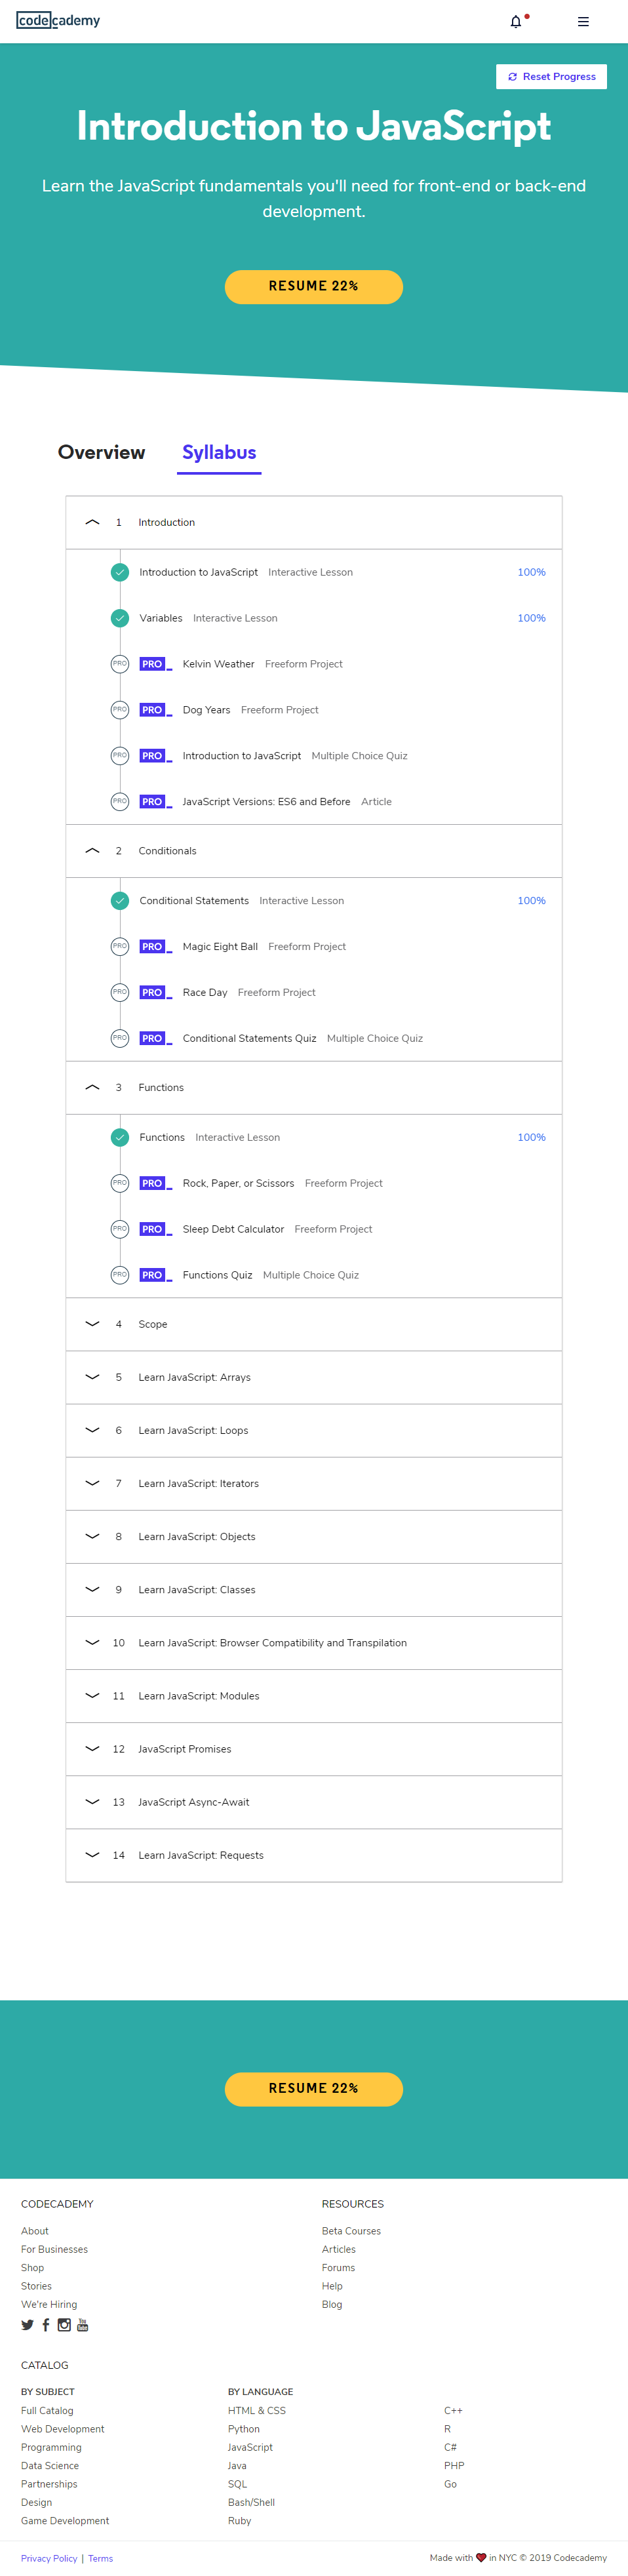 codecademy
Reset Progress
Introduction to JavaScript
Learn the JavaScript fundamentals you'll need for front-end or back-end
development.
RESUME 22%
Overview Syllabus
1 Introduction
Introduction to JavaScript Interactive Lesson 100%
Variables Interactive Lesson 100%
PRO PRO Kelvin Weather Freeform Project
PRO PRO Dog Years Freeform Project
PRO PRO Introduction to JavaScript Multiple Choice Quiz
PRO PRO JavaScript Versions: ES6 and Before Article
2 Conditionals
Conditional Statements Interactive Lesson 100%
PRO PRO Magic Eight Ball Freeform Project
PRO PRO Race Day Freeform Project
PRO PRO Conditional Statements Quiz Multiple Choice Quiz
3 Functions
Functions Interactive Lesson 100%
PRO PRO Rock, Paper, or Scissors Freeform Project
PRO PRO Sleep Debt Calculator Freeform Project
PRO PRO Functions Quiz Multiple Choice Quiz
4 Scope
5 Learn JavaScript: Arrays
6 Learn JavaScript: Loops
7 Learn JavaScript: Iterators
8 Learn JavaScript: Objects
9 Learn JavaScript: Classes
10 Learn JavaScript: Browser Compatibility and Transpilation
11 Learn JavaScript: Modules
12 JavaScript Promises
13 JavaScript Async-Await
14 Learn JavaScript: Requests
RESUME 22%
CODECADEMY
About
For Businesses
Shop
Stories
We're Hiring
You Tube
RESOURCES
Beta Courses
Articles
Forums
Help
Blog
CATALOG
BY SUBJECT
Full Catalog
Web Development
Programming
Data Science
Partnerships
Design
Game Development
BY LANGUAGE
HTML & CSS
Python
JavaScript
Java
SQL
Bash/Shell
Ruby
C++
R
C#
PHP
Go
Privacy Policy | Terms
Made with ❤ in NYC © 2019 Codecademy